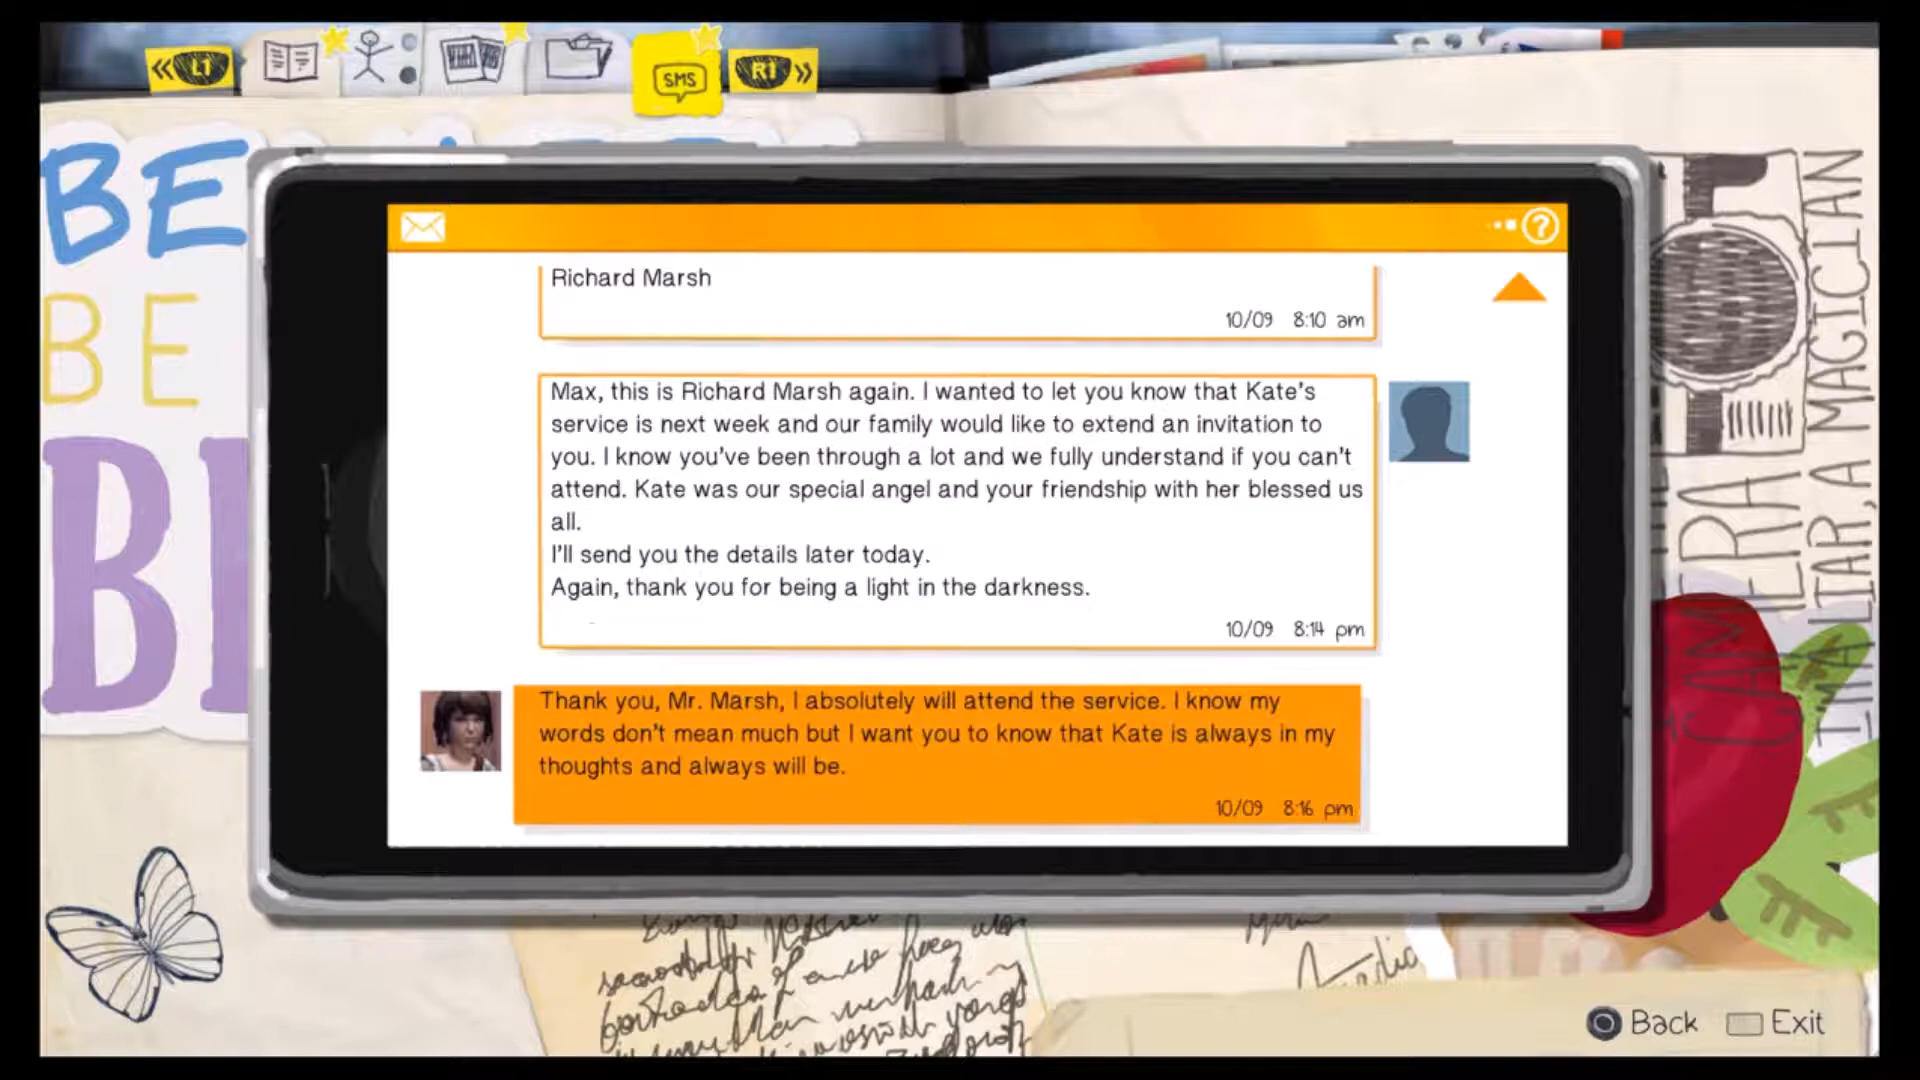 L1
SMS
R1
BE
BE
Richard Marsh
10/09 8:10 am
Max, this is Richard Marsh again. I wanted to let you know that Kate's
service is next week and our family would like to extend an invitation to
you. I know you've been through a lot and we fully understand if you can't
attend. Kate was our special angel and your friendship with her blessed us
all.
I'll send you the details later today.
Again, thank you for being a light in the darkness.
10/09 8:14 pm
Thank you, Mr. Marsh, I absolutely will attend the service. I know my
words don't mean much but I want you to know that Kate is always in my
thoughts and always will be.
10/09 8:16 pm
CAMERA
LIAR, A MAGICIAN
Back
Exit